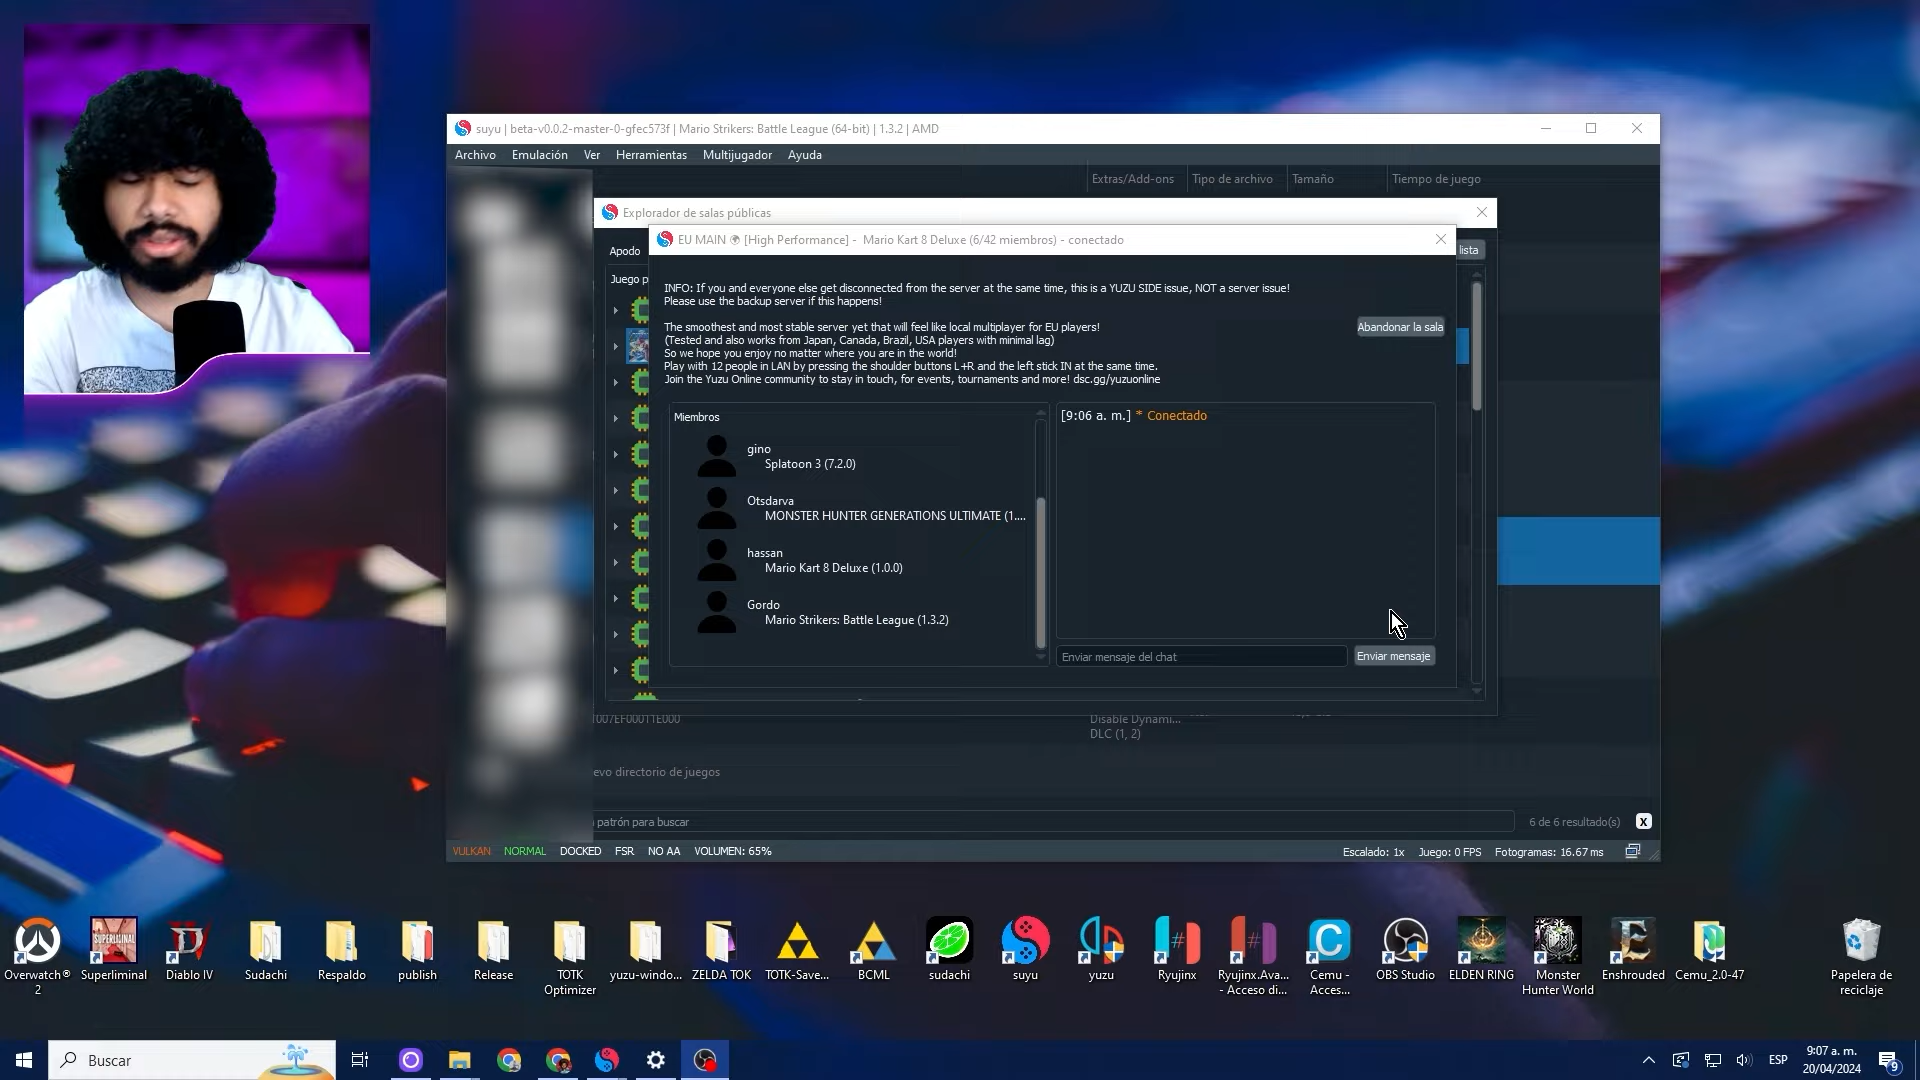 suyu | beta-v0.0.2-master-0-gfec573f | Mario Strikers: Battle League (64-bit) | 1.3.2 | AMD
Archivo Emulación Ver Herramientas Multijugador Ayuda
Extras/Add-ons Tipo de archivo Tamaño Tiempo de juego
Explorador de salas públicas
EU MAIN [High Performance] - Mario Kart 8 Deluxe (6/42 miembros) - conectado
Apodo lista
Juego p
INFO: If you and everyone else get disconnected from the server at the same time, this is a YUZU SIDE issue, NOT a server issue!
Please use the backup server if this happens!
The smoothest and most stable server yet that will feel like local multiplayer for EU players!
Abandonar la sala
(Tested and also works from Japan, Canada, Brazil, USA players with minimal lag)
So we hope you enjoy no matter where you are in the world!
Play with 12 people in LAN by pressing the shoulder buttons L+R and the left stick IN at the same time.
Join the Yuzu Online community to stay in touch, for events, tournaments and more! dsc.gg/yuzuonline
Miembros
[9:06 a. m.] * Conectado
gino
Splatoon 3 (7.2.0)
Otsdarva
MONSTER HUNTER GENERATIONS ULTIMATE (1....
hassan
Mario Kart 8 Deluxe (1.0.0)
Gordo
Mario Strikers: Battle League (1.3.2)
Enviar mensaje del chat Enviar mensaje
007EF00011E000
Disable Dynami...
DLC (1, 2)
evo directorio de juegos
patrón para buscar
6 de 6 resultado(s) X
VULKAN NORMAL DOCKED FSR NO AA VOLUMEN: 65%
Escalado: 1x Juego: 0 FPS Fotogramas: 16.67 ms
Overwatch® 2
SUPERLIMINAL
Superliminal
Diablo IV
Sudachi
Respaldo
publish
Release
TOTK Optimizer
yuzu-windo...
ZELDA TOK
TOTK-Save...
BCML
sudachi
suyu
yuzu
Ryujinx
Ryujinx.Ava... - Acceso di...
Cemu - Acces...
OBS Studio
ELDEN RING
Monster Hunter World
Enshrouded
Cemu_2.0-47
Papelera de reciclaje
Buscar
ESP
9:07 a. m.
20/04/2024
9